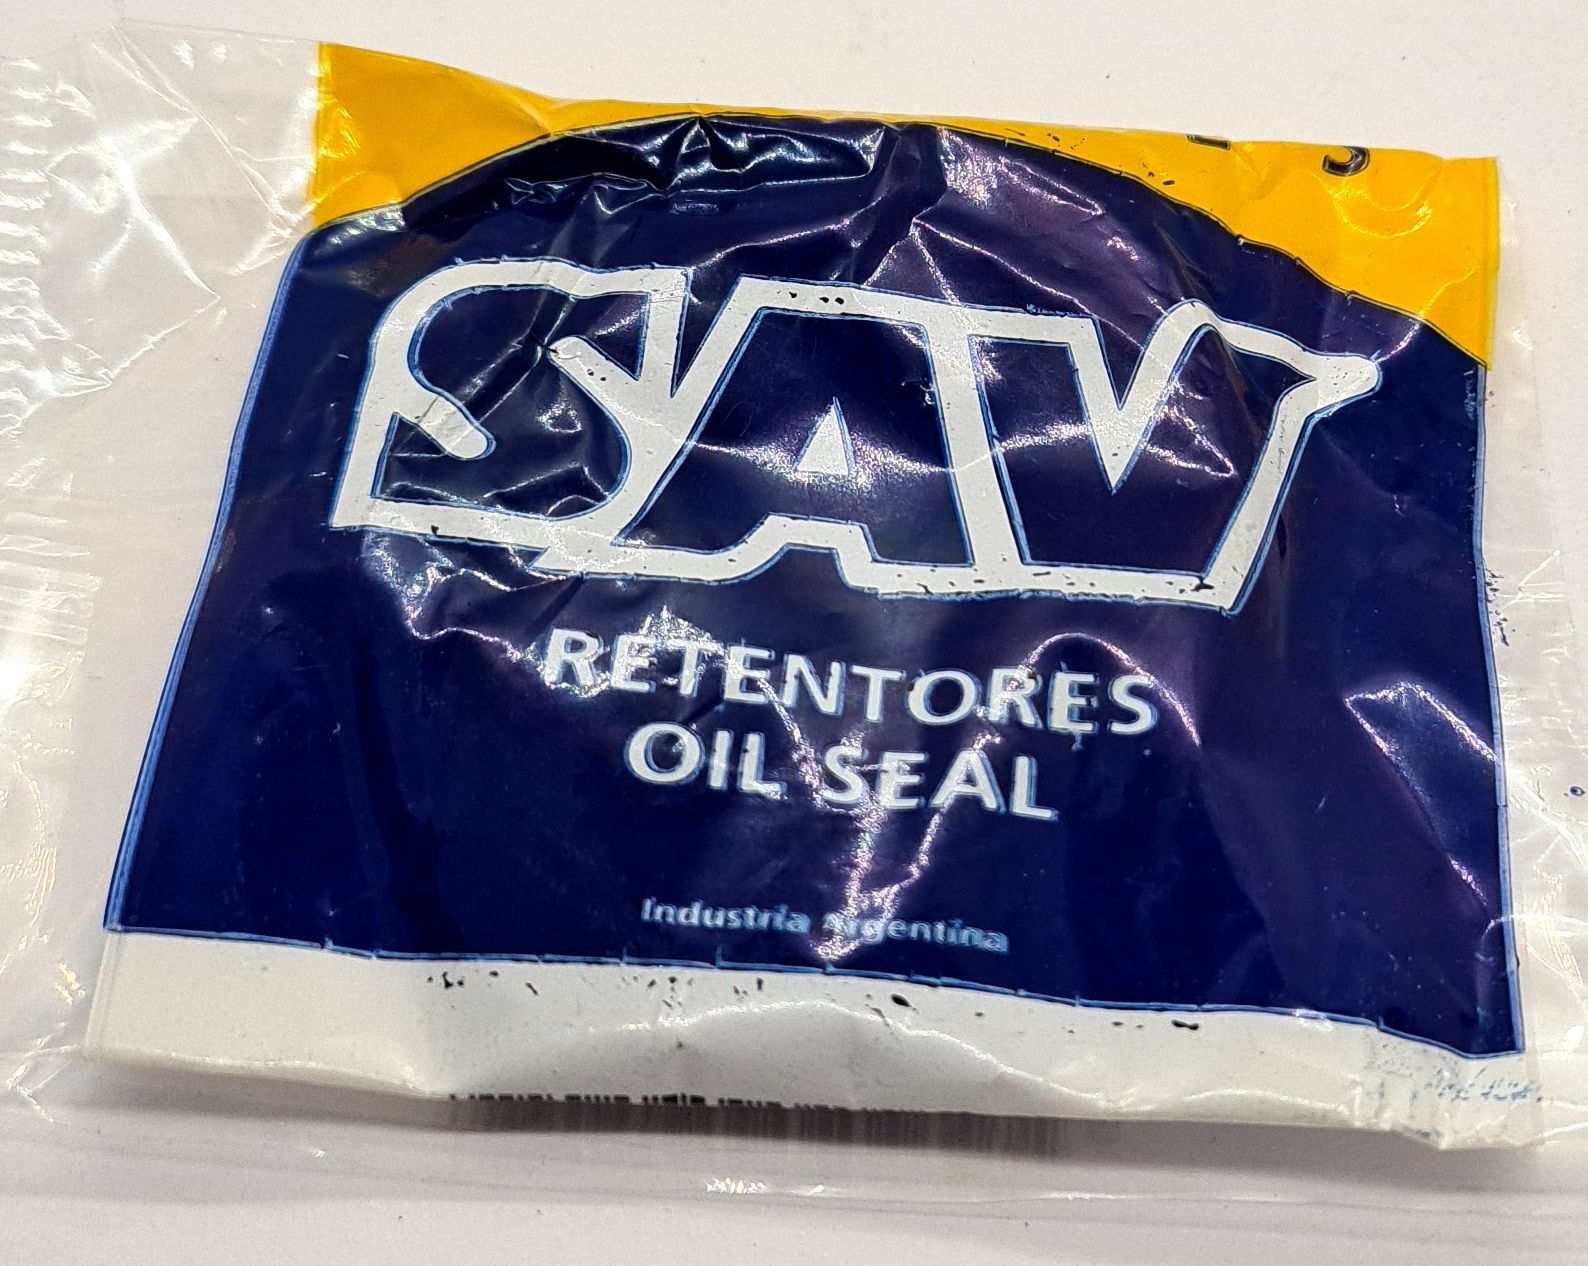 SAV
RETENTORES
OIL SEAL
Industria Argentina